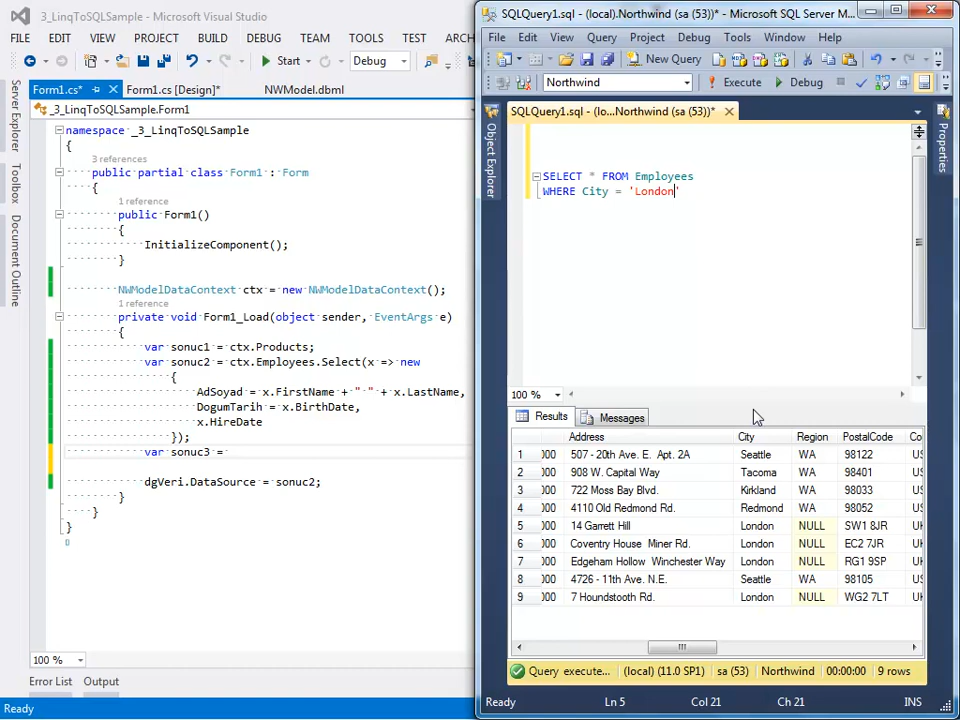 3_LinqToSQLSample - Microsoft Visual Studio
FILE EDIT VIEW PROJECT BUILD DEBUG TEAM TOOLS TEST
Start Debug
Form1.cs* Form1.cs [Design]* NWModel.dbml
_3_LinqToSQLSample.Form1
Server Explorer
Toolbox
Document Outline
namespace _3_LinqToSQLSample
{
3 references
public partial class Form1 : Form
{
1 reference
public Form1()
{
InitializeComponent();
}
NWModelDataContext ctx = new NWModelDataContext();
1 reference
private void Form1_Load(object sender, EventArgs e)
{
var sonuc1 = ctx.Products;
var sonuc2 = ctx.Employees.Select(x => new
{
AdSoyad = x.FirstName + " " + x.LastName,
DogumTarih = x.BirthDate,
x.HireDate
});
var sonuc3 =
dgVeri.DataSource = sonuc2;
}
}
}
100 %
Error List Output
Ready
SQLQuery1.sql - (local).Northwind (sa (53))* - Microsoft SQL Server M...
File Edit View Query Project Debug Tools Window Help
New Query
Northwind Execute Debug
SQLQuery1.sql - (lo...Northwind (sa (53))*
Object Explorer
Properties
SELECT * FROM Employees
WHERE City = 'London'
100 %
Results Messages
Address City Region PostalCode Co
1 000 507 - 20th Ave. E. Apt. 2A Seattle WA 98122 US
2 000 908 W. Capital Way Tacoma WA 98401 US
3 000 722 Moss Bay Blvd. Kirkland WA 98033 US
4 000 4110 Old Redmond Rd. Redmond WA 98052 US
5 000 14 Garrett Hill London NULL SW1 8JR UK
6 000 Coventry House Miner Rd. London NULL EC2 7JR UK
7 000 Edgeham Hollow Winchester Way London NULL RG1 9SP UK
8 000 4726 - 11th Ave. N.E. Seattle WA 98105 US
9 000 7 Houndstooth Rd. London NULL WG2 7LT UK
Query execute... (local) (11.0 SP1) sa (53) Northwind 00:00:00 9 rows
Ready Ln 5 Col 21 Ch 21 INS